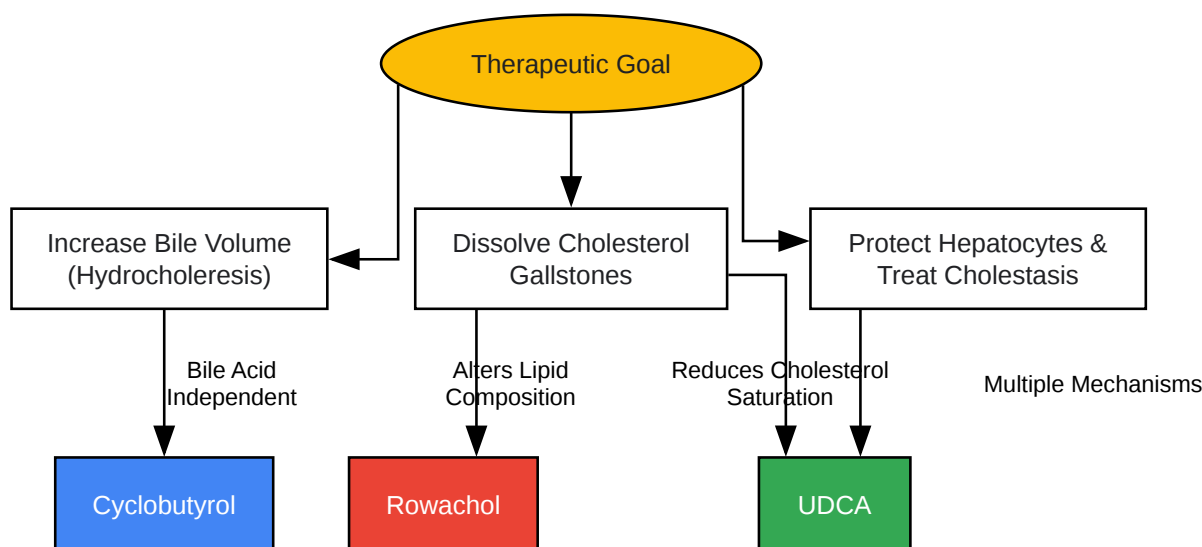 Therapeutic Goal
Increase Bile Volume
(Hydrocholeresis)
Dissolve Cholesterol
Gallstones
Protect Hepatocytes &
Treat Cholestasis
Bile Acid
Independent
Alters Lipid
Composition
Reduces Cholesterol
Saturation
Multiple Mechanisms
Cyclobutyrol
Rowachol
UDCA